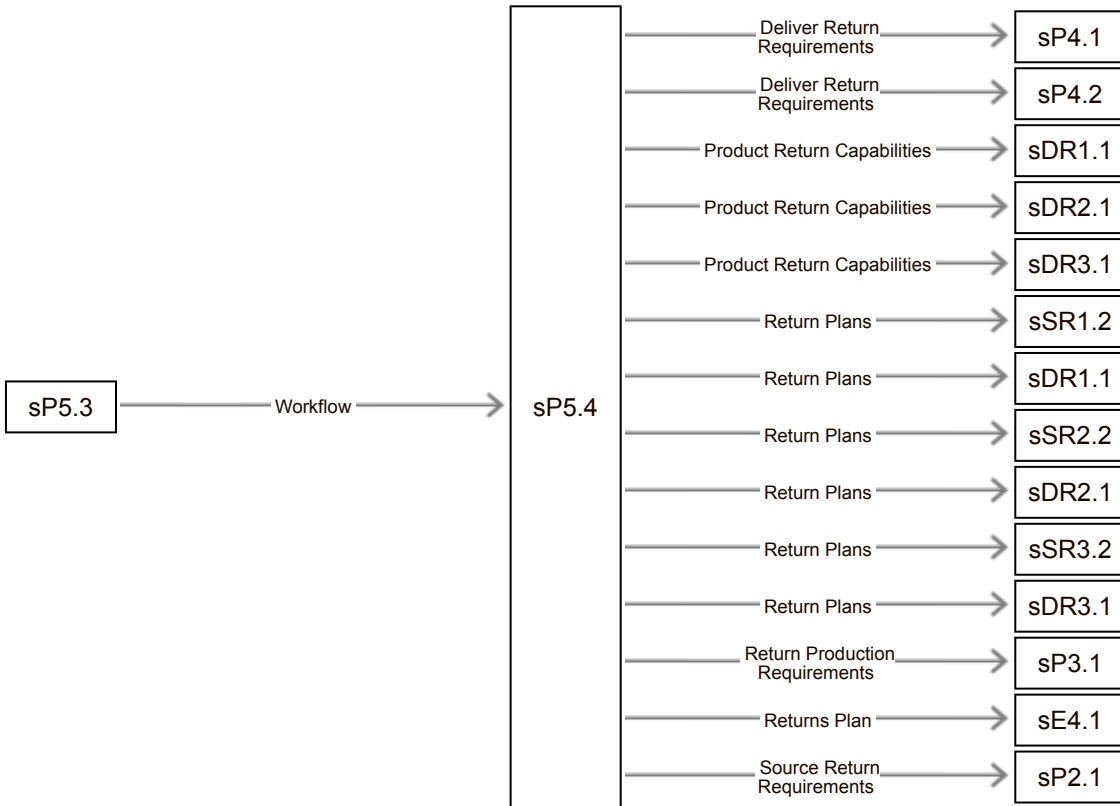 Deliver Return
Requirements
sP4.1
Deliver Return
Requirements
sP4.2
Product Return Capabilities
sDR1.1
Product Return Capabilities
sDR2.1
Product Return Capabilities
sDR3.1
Return Plans
sSR1.2
Return Plans
sDR1.1
sP5.3
Workflow
sP5.4
Return Plans
sSR2.2
Return Plans
sDR2.1
Return Plans
sSR3.2
Return Plans
sDR3.1
Return Production
Requirements
sP3.1
Returns Plan
sE4.1
Source Return
Requirements
sP2.1